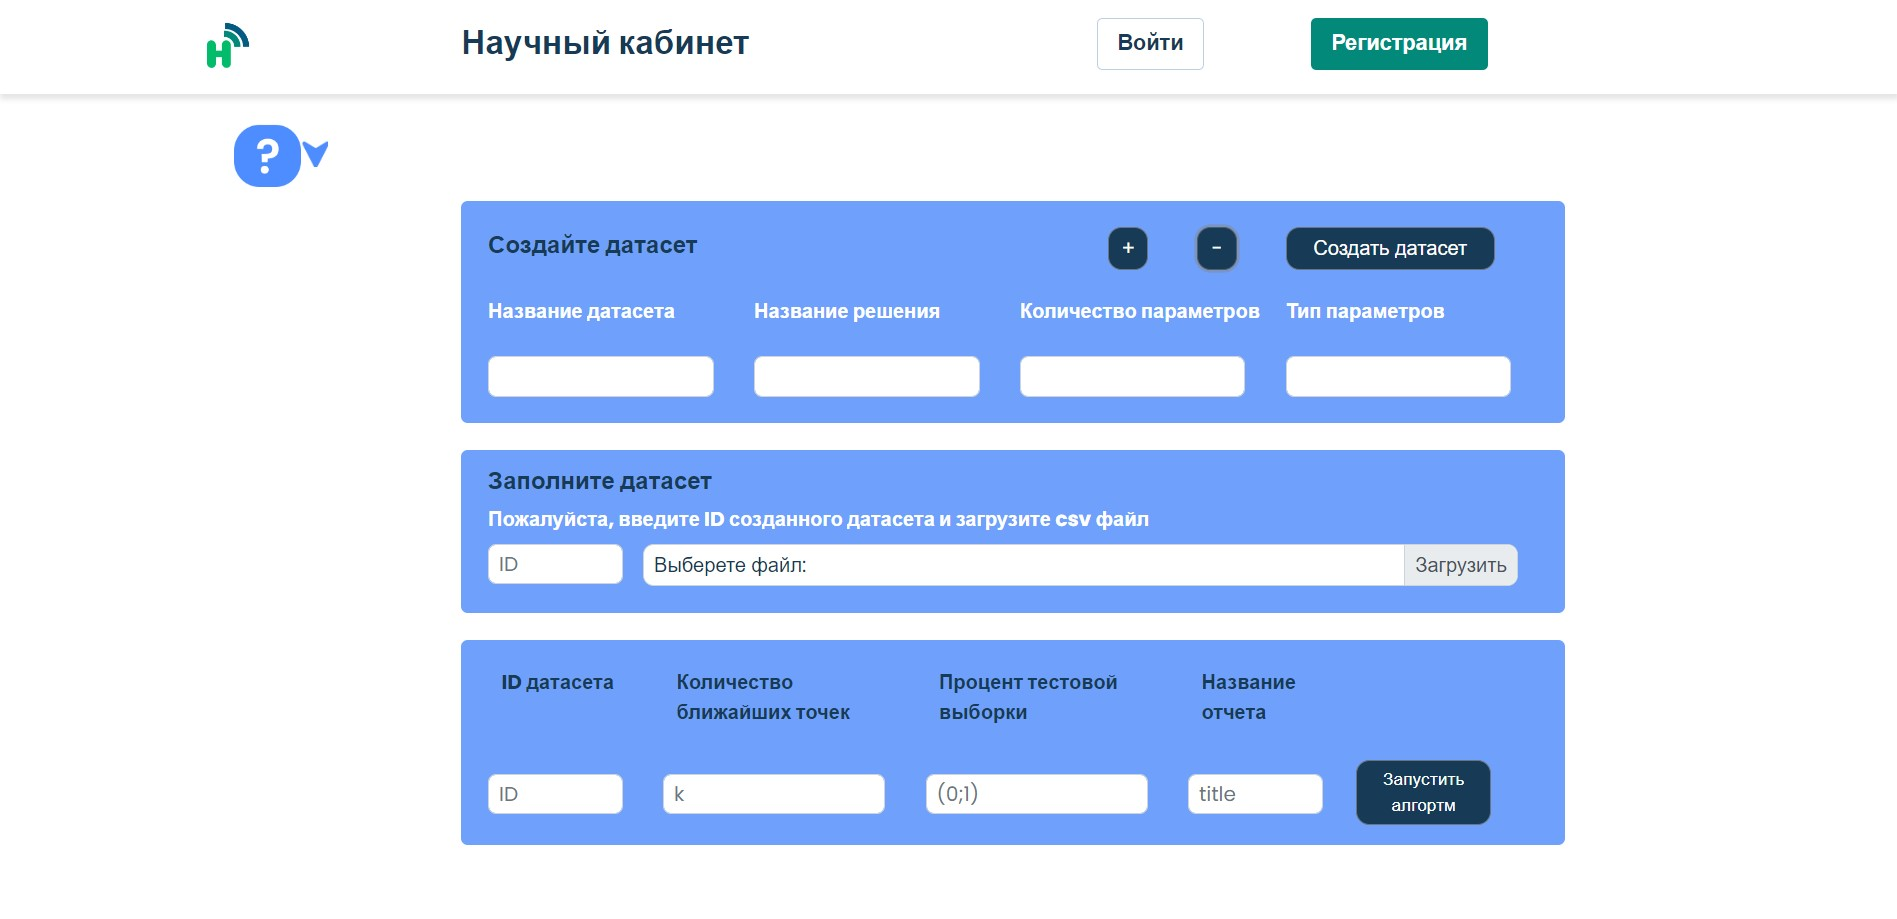 Научный кабинет
Войти
Регистрация
?
Создайте датасет
+
-
Создать датасет
Название датасета
Название решения
Количество параметров
Тип параметров
Заполните датасет
Пожалуйста, введите ID созданного датасета и загрузите csv файл
ID
Выберете файл:
Загрузить
ID датасета
Количество
ближайших точек
Процент тестовой
выборки
Название
отчета
ID
k
(0;1)
title
Запустить
алгортм